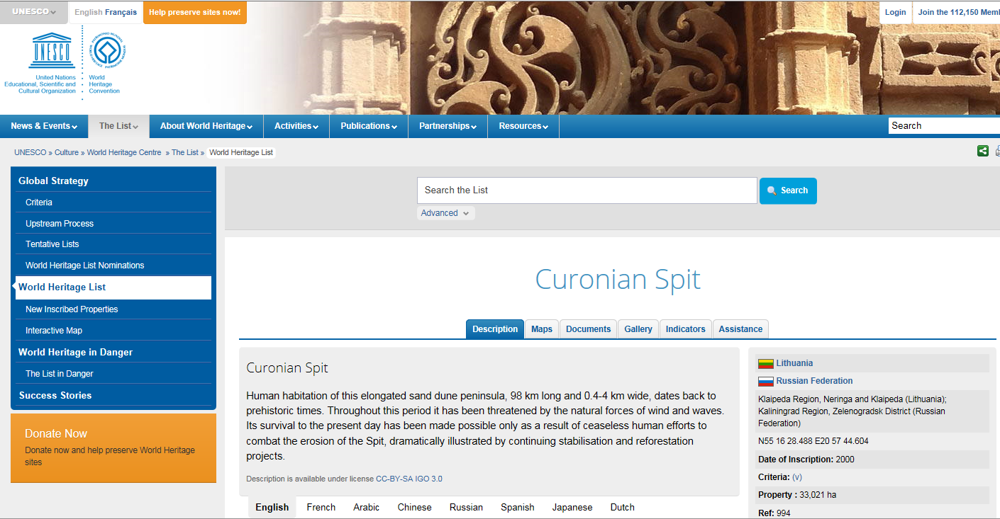 UNESCO
English Français
Help preserve sites now!
Login
Join the 112,150
UNESCO
United Nations
Educational, Scientific and
Cultural Organization
World
Heritage
Convention
News & Events
The List
About World Heritage
Activities
Publications
Partnerships
Resources
Search
UNESCO » Culture » World Heritage Centre » The List » World Heritage List
Global Strategy
Criteria
Upstream Process
Tentative Lists
World Heritage List Nominations
World Heritage List
New Inscribed Properties
Interactive Map
World Heritage in Danger
The List in Danger
Success Stories
Donate Now
Donate now and help preserve World Heritage
sites
Search the List
Search
Advanced
Curonian Spit
Description
Maps
Documents
Gallery
Indicators
Assistance
Curonian Spit
Human habitation of this elongated sand dune peninsula, 98 km long and 0.4-4 km wide, dates back to
prehistoric times. Throughout this period it has been threatened by the natural forces of wind and waves.
Its survival to the present day has been made possible only as a result of ceaseless human efforts to
combat the erosion of the Spit, dramatically illustrated by continuing stabilisation and reforestation
projects.
Description is available under license CC-BY-SA IGO 3.0
English
French
Arabic
Chinese
Russian
Spanish
Japanese
Dutch
Lithuania
Russian Federation
Klaipeda Region, Neringa and Klaipeda (Lithuania);
Kaliningrad Region, Zelenogradsk District (Russian
Federation)
N55 16 28.488 E20 57 44.604
Date of Inscription: 2000
Criteria: (v)
Property : 33,021 ha
Ref: 994